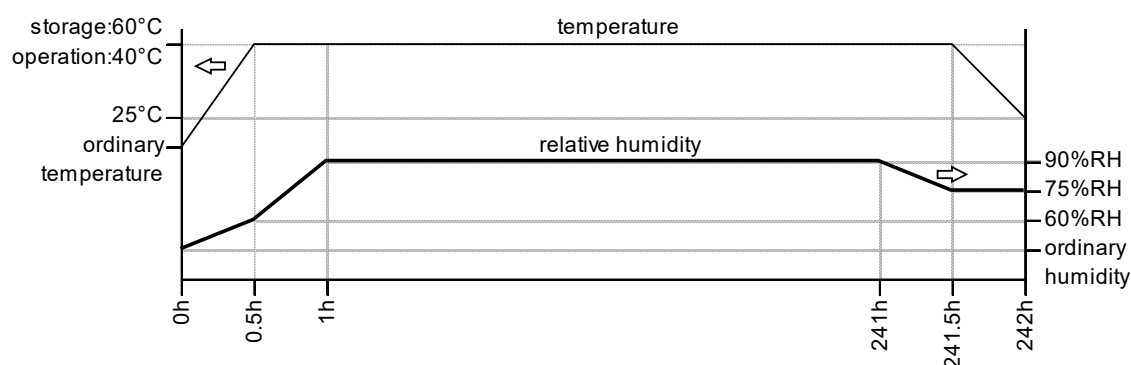 storage:60°C
temperature
operation:40°C
25°C
ordinary
temperature
relative humidity
90%RH
75%RH
60%RH
ordinary
humidity
0h
0.5h
1h
241h
241.5h
242h